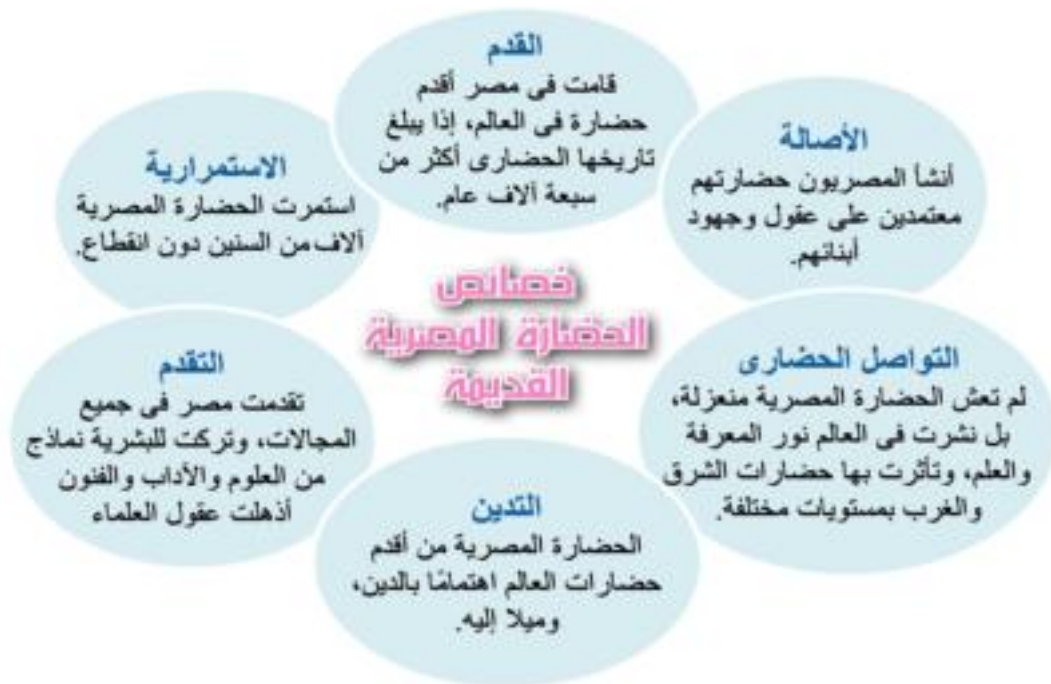 القدم
قامت فى مصر أقدم
حضارة فى العالم، إذا يبلغ
تاريخها الحضارى أكثر من
سبعة آلاف عام.
الأصالة
أنشأ المصريون حضارتهم
معتمدين على عقول وجهود
أبنائهم.
الاستمرارية
استمرت الحضارة المصرية
آلاف من السنين دون انقطاع.
خصائص
الحضارة المصرية
القديمة
التواصل الحضارى
لم تعش الحضارة المصرية منعزلة،
بل نشرت فى العالم نور المعرفة
والعلم، وتأثرت بها حضارات الشرق
والغرب بمستويات مختلفة.
التقدم
تقدمت مصر فى جميع
المجالات، وتركت للبشرية نماذج
من العلوم والآداب والفنون
أذهلت عقول العلماء
التدين
الحضارة المصرية من أقدم
حضارات العالم اهتمامًا بالدين،
وميلا إليه.